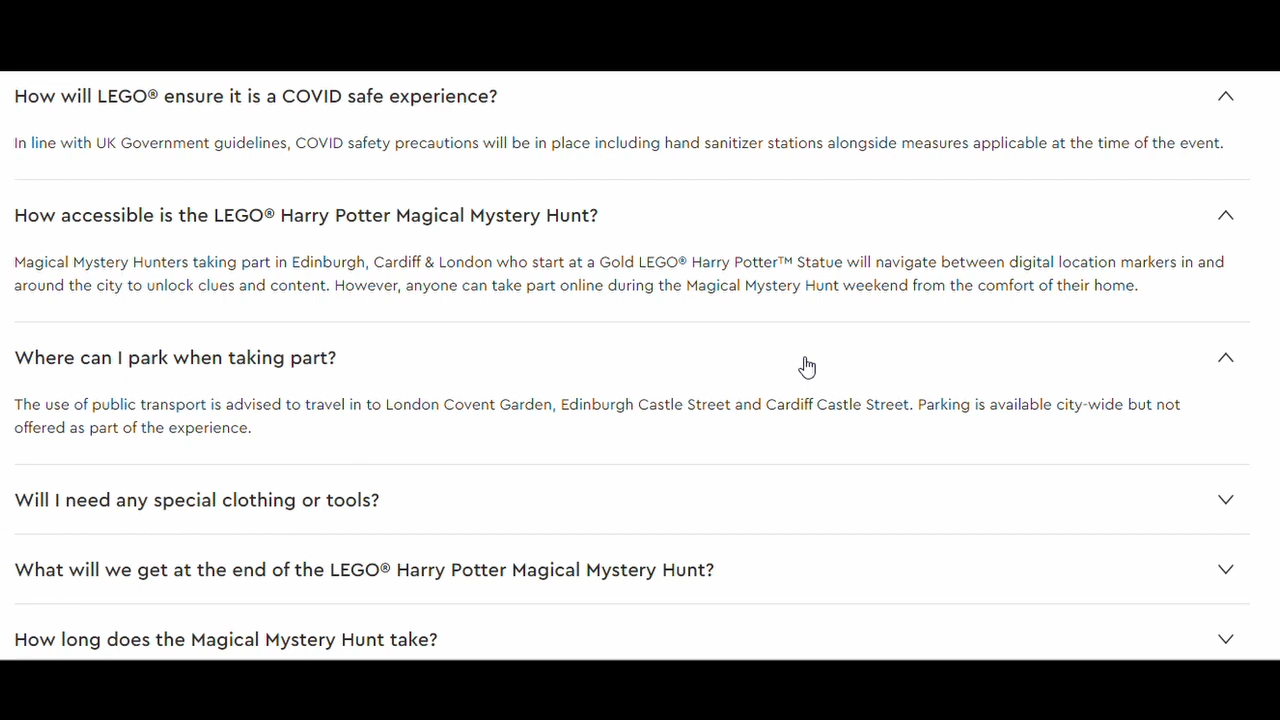 How will LEGO® ensure it is a COVID safe experience?
In line with UK Government guidelines, COVID safety precautions will be in place including hand sanitizer stations alongside measures applicable at the time of the event.
How accessible is the LEGO® Harry Potter Magical Mystery Hunt?
Magical Mystery Hunters taking part in Edinburgh, Cardiff & London who start at a Gold LEGO® Harry Potter™ Statue will navigate between digital location markers in and
around the city to unlock clues and content. However, anyone can take part online during the Magical Mystery Hunt weekend from the comfort of their home.
Where can I park when taking part?
The use of public transport is advised to travel in to London Covent Garden, Edinburgh Castle Street and Cardiff Castle Street. Parking is available city-wide but not
offered as part of the experience.
Will I need any special clothing or tools?
What will we get at the end of the LEGO® Harry Potter Magical Mystery Hunt?
How long does the Magical Mystery Hunt take?